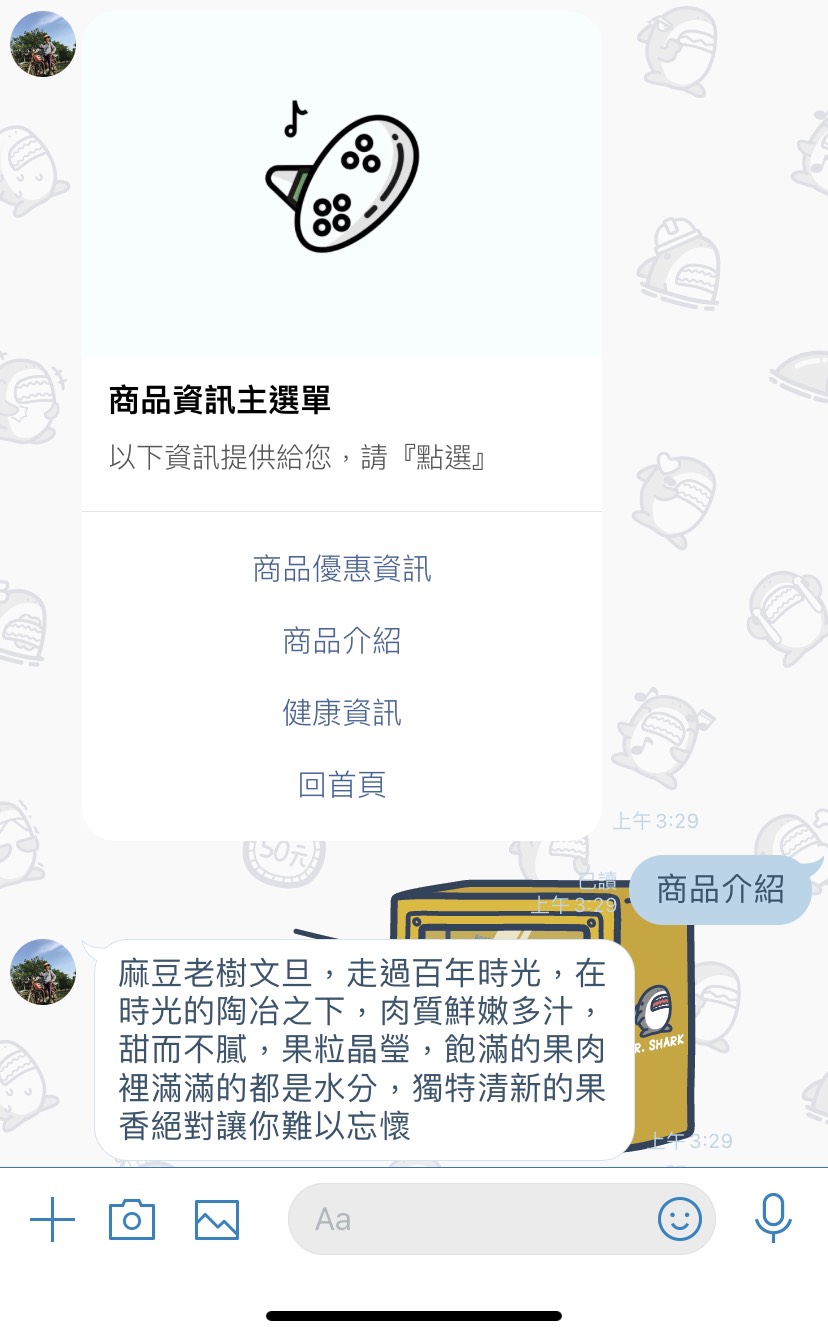 商品資訊主選單
以下資訊提供給您，請『點選』
商品優惠資訊
商品介紹
健康資訊
回首頁
上午 3:29
50元
已讀
上午 3:29
商品介紹
麻豆老樹文旦，走過百年時光，在
時光的陶冶之下，肉質鮮嫩多汁，
甜而不膩，果粒晶瑩，飽滿的果肉
裡滿滿的都是水分，獨特清新的果
香絕對讓你難以忘懷
R. SHARK
上午 3:29
Aa